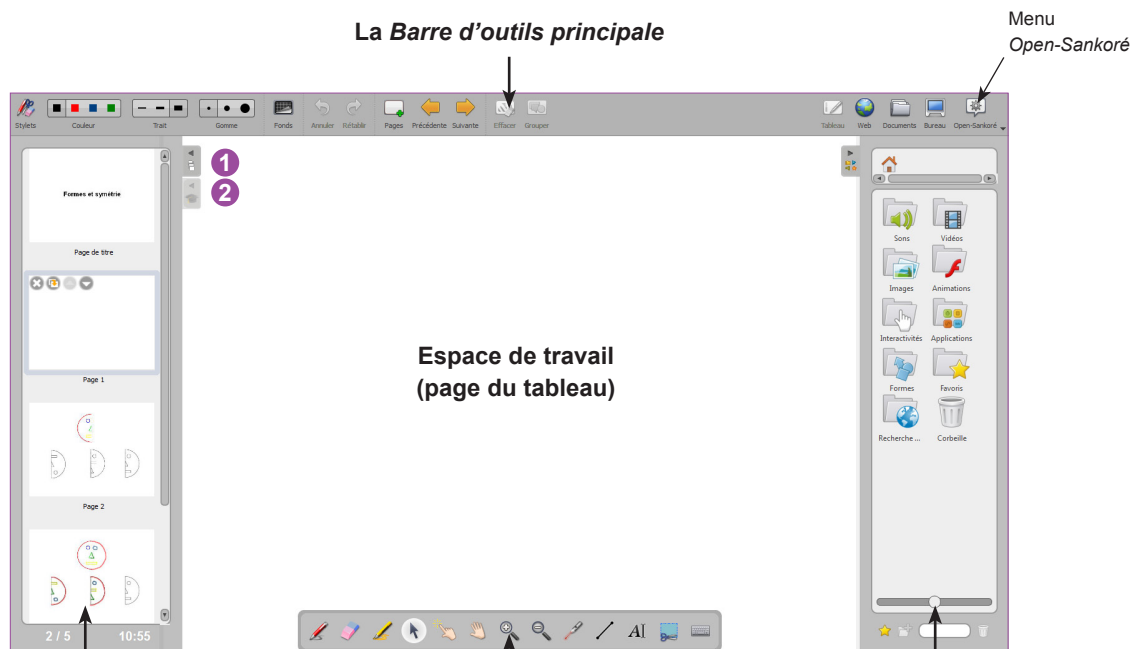 La Barre d'outils principale
Menu
Open-Sankoré
Stylets
Couleur
Trait
Gomme
Fonds
Annuler
Rétablir
Pages
Précédente
Suivante
Effacer
Grouper
Tableau
Web
Documents
Bureau
Open-Sankoré
1
2
Formes et symétrie
Page de titre
Page 1
Page 2
2 / 5
10:55
Espace de travail
(page du tableau)
Sons
Vidéos
Images
Animations
Interactivités
Applications
Formes
Favoris
Recherche ...
Corbeille
AI